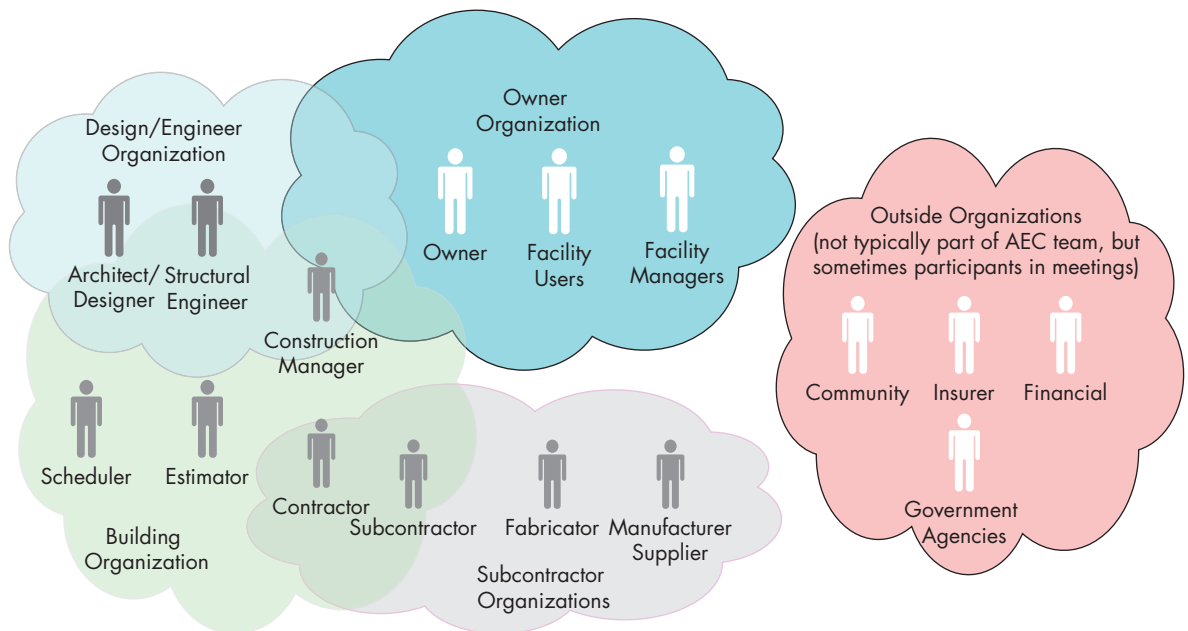 Design/Engineer
Organization
Architect/
Designer
Structural
Engineer
Construction
Manager
Owner
Organization
Owner
Facility
Users
Facility
Managers
Scheduler
Estimator
Contractor
Building
Organization
Subcontractor
Fabricator
Manufacturer
Supplier
Subcontractor
Organizations
Outside Organizations
(not typically part of AEC team, but
sometimes participants in meetings)
Community
Insurer
Financial
Government
Agencies